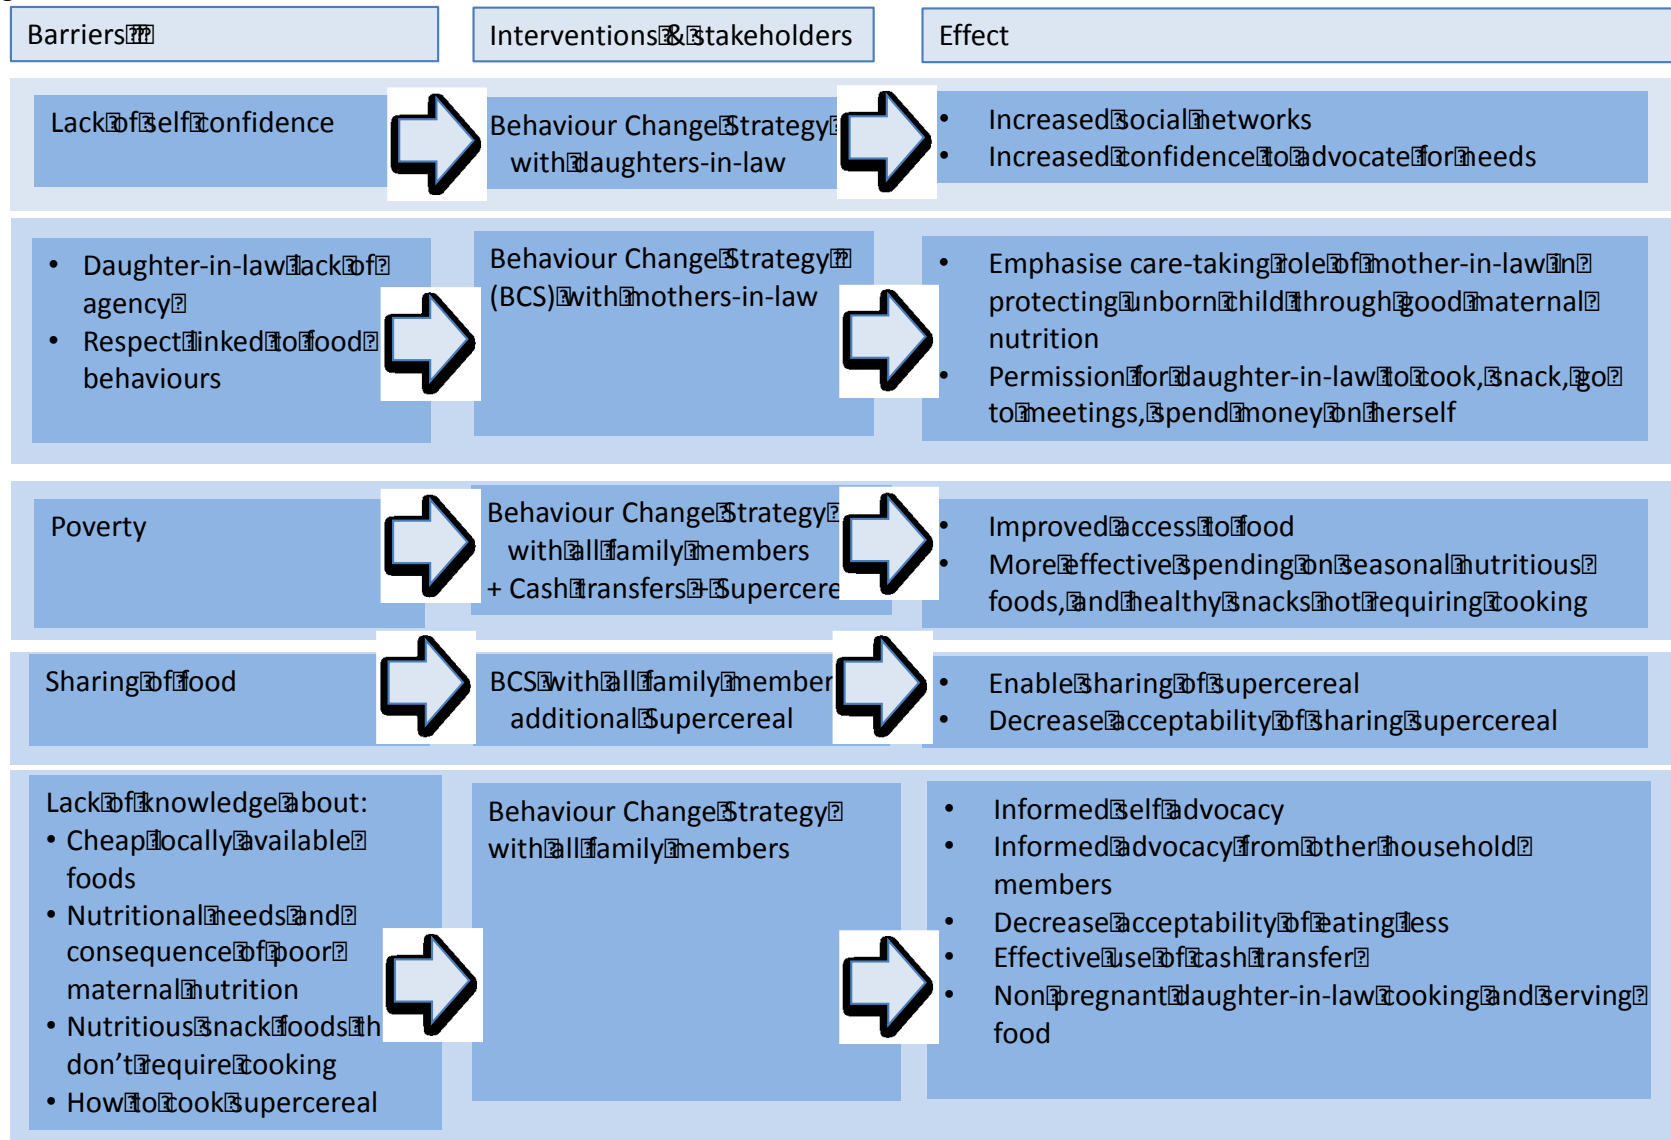 Barriers
Interventions & stakeholders
Effect
Lack of self confidence
Behaviour Change Strategy
with daughters-in-law
• Increased social networks
• Increased confidence to advocate for needs
• Daughter-in-law lack of
agency
• Respect linked to food
behaviours
Behaviour Change Strategy
(BCS) with mothers-in-law
• Emphasise care-taking role of mother-in-law in
protecting unborn child through good maternal
nutrition
• Permission for daughter-in-law to cook, snack, go
to meetings, spend money on herself
Poverty
Behaviour Change Strategy
with all family members
+ Cash transfers + Supercere
• Improved access to food
• More effective spending on seasonal nutritious
foods, and healthy snacks not requiring cooking
Sharing of food
BCS with all family member
additional Supercereal
• Enable sharing of supercereal
• Decrease acceptability of sharing supercereal
Lack of knowledge about:
• Cheap locally available
foods
• Nutritional needs and
consequence of poor
maternal nutrition
• Nutritious snack foods th
don't require cooking
• How to cook supercereal
Behaviour Change Strategy
with all family members
• Informed self advocacy
• Informed advocacy from other household
members
• Decrease acceptability of eating less
• Effective use of cash transfer
• Non pregnant daughter-in-law cooking and serving
food